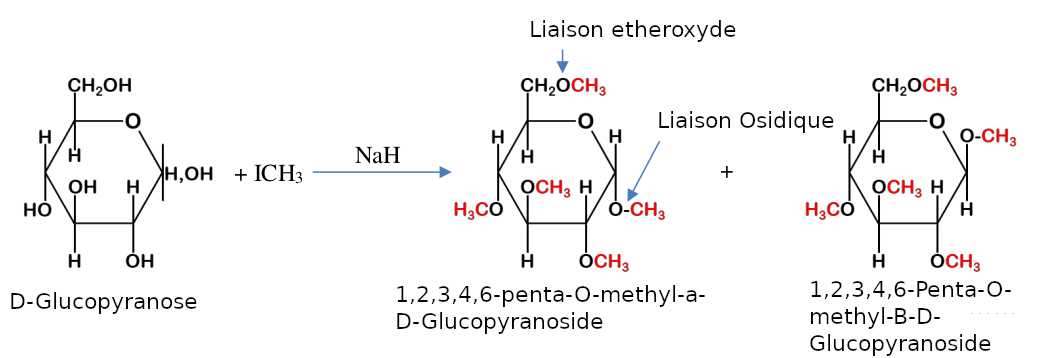 Liaison etheroxyde
CH₂OH
H
O
H
OH
H
H,OH
HO
H
OH
D-Glucopyranose
+ ICH₃
NaH
CH₂OCH₃
H
O
H
H
OCH₃
H
H₃CO
O-CH₃
H
OCH₃
Liaison Osidique
1,2,3,4,6-penta-O-methyl-a-
D-Glucopyranoside
+
CH₂OCH₃
H
O
O-CH₃
H
OCH₃
H
H₃CO
H
H
OCH₃
1,2,3,4,6-Penta-O-
methyl-B-D-
Glucopyranoside